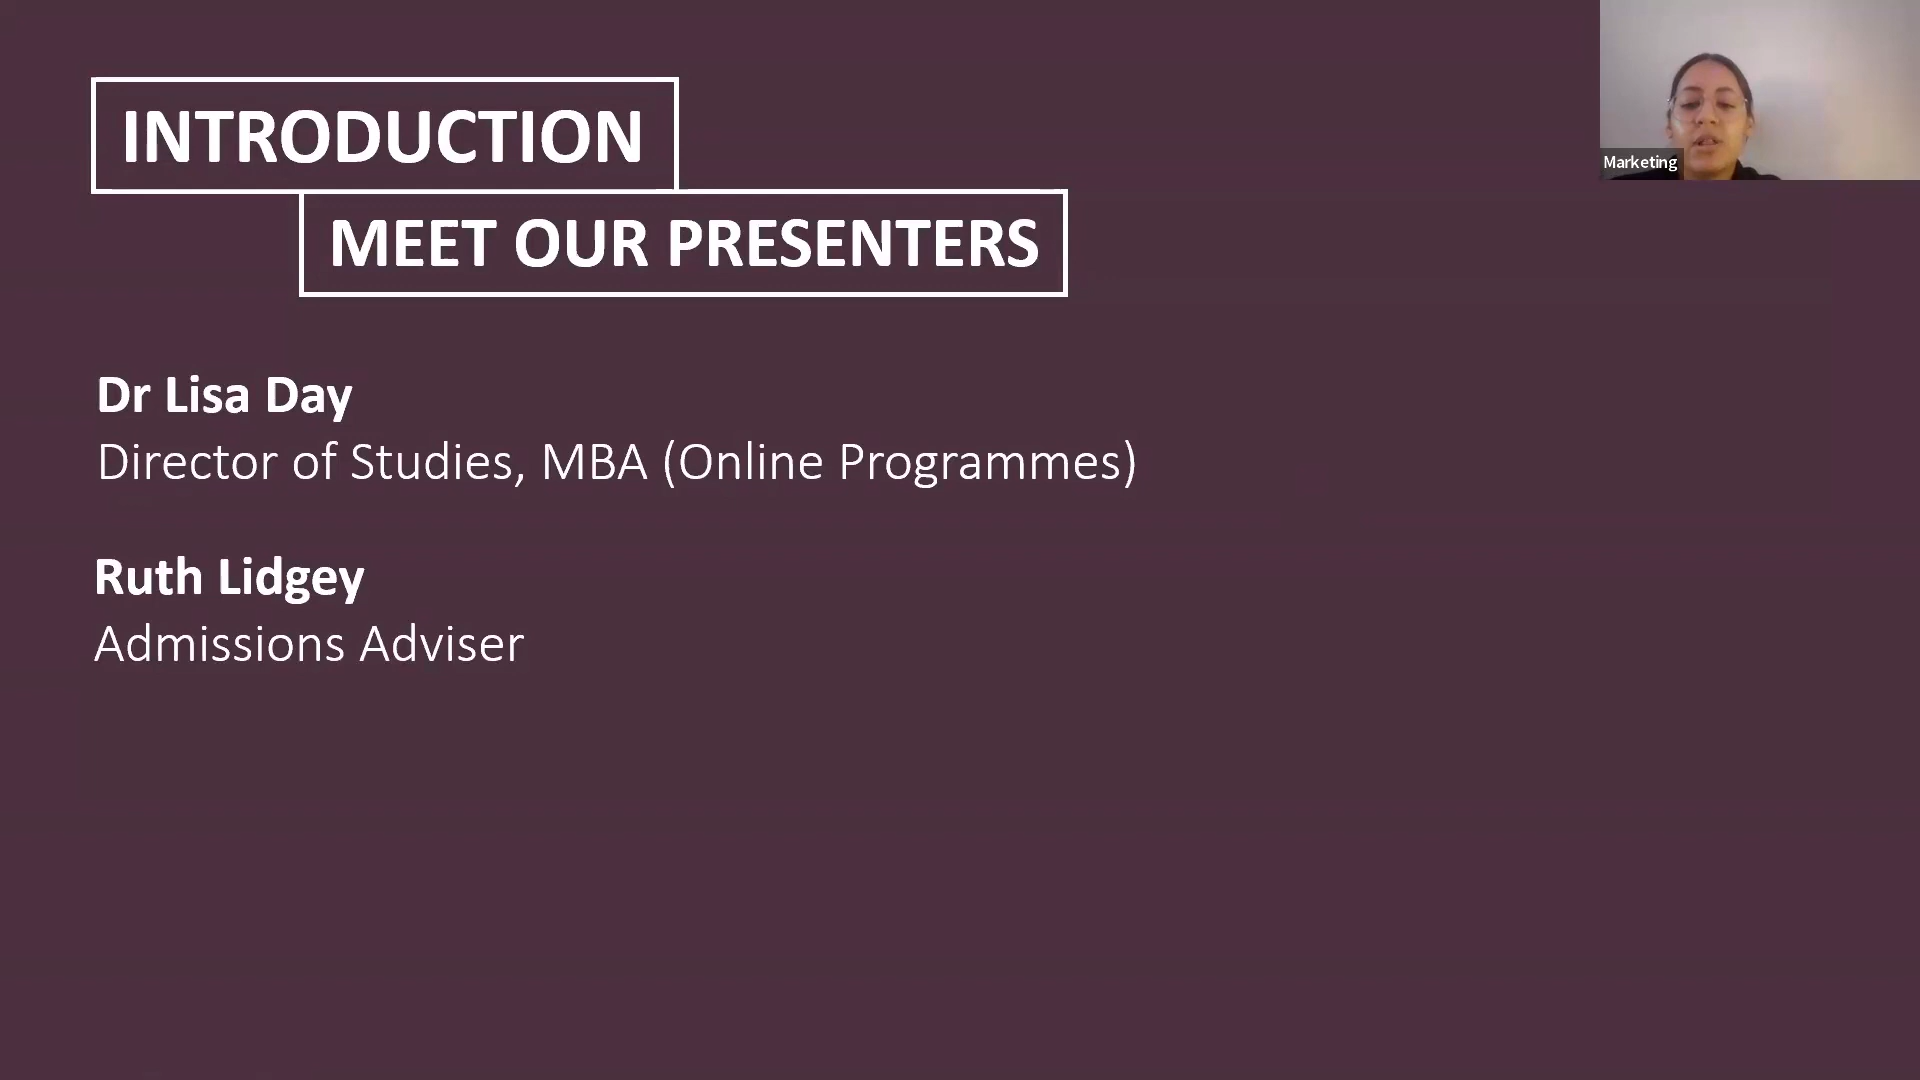 INTRODUCTION
MEET OUR PRESENTERS
Dr Lisa Day
Director of Studies, MBA (Online Programmes)
Ruth Lidgey
Admissions Adviser
Marketing